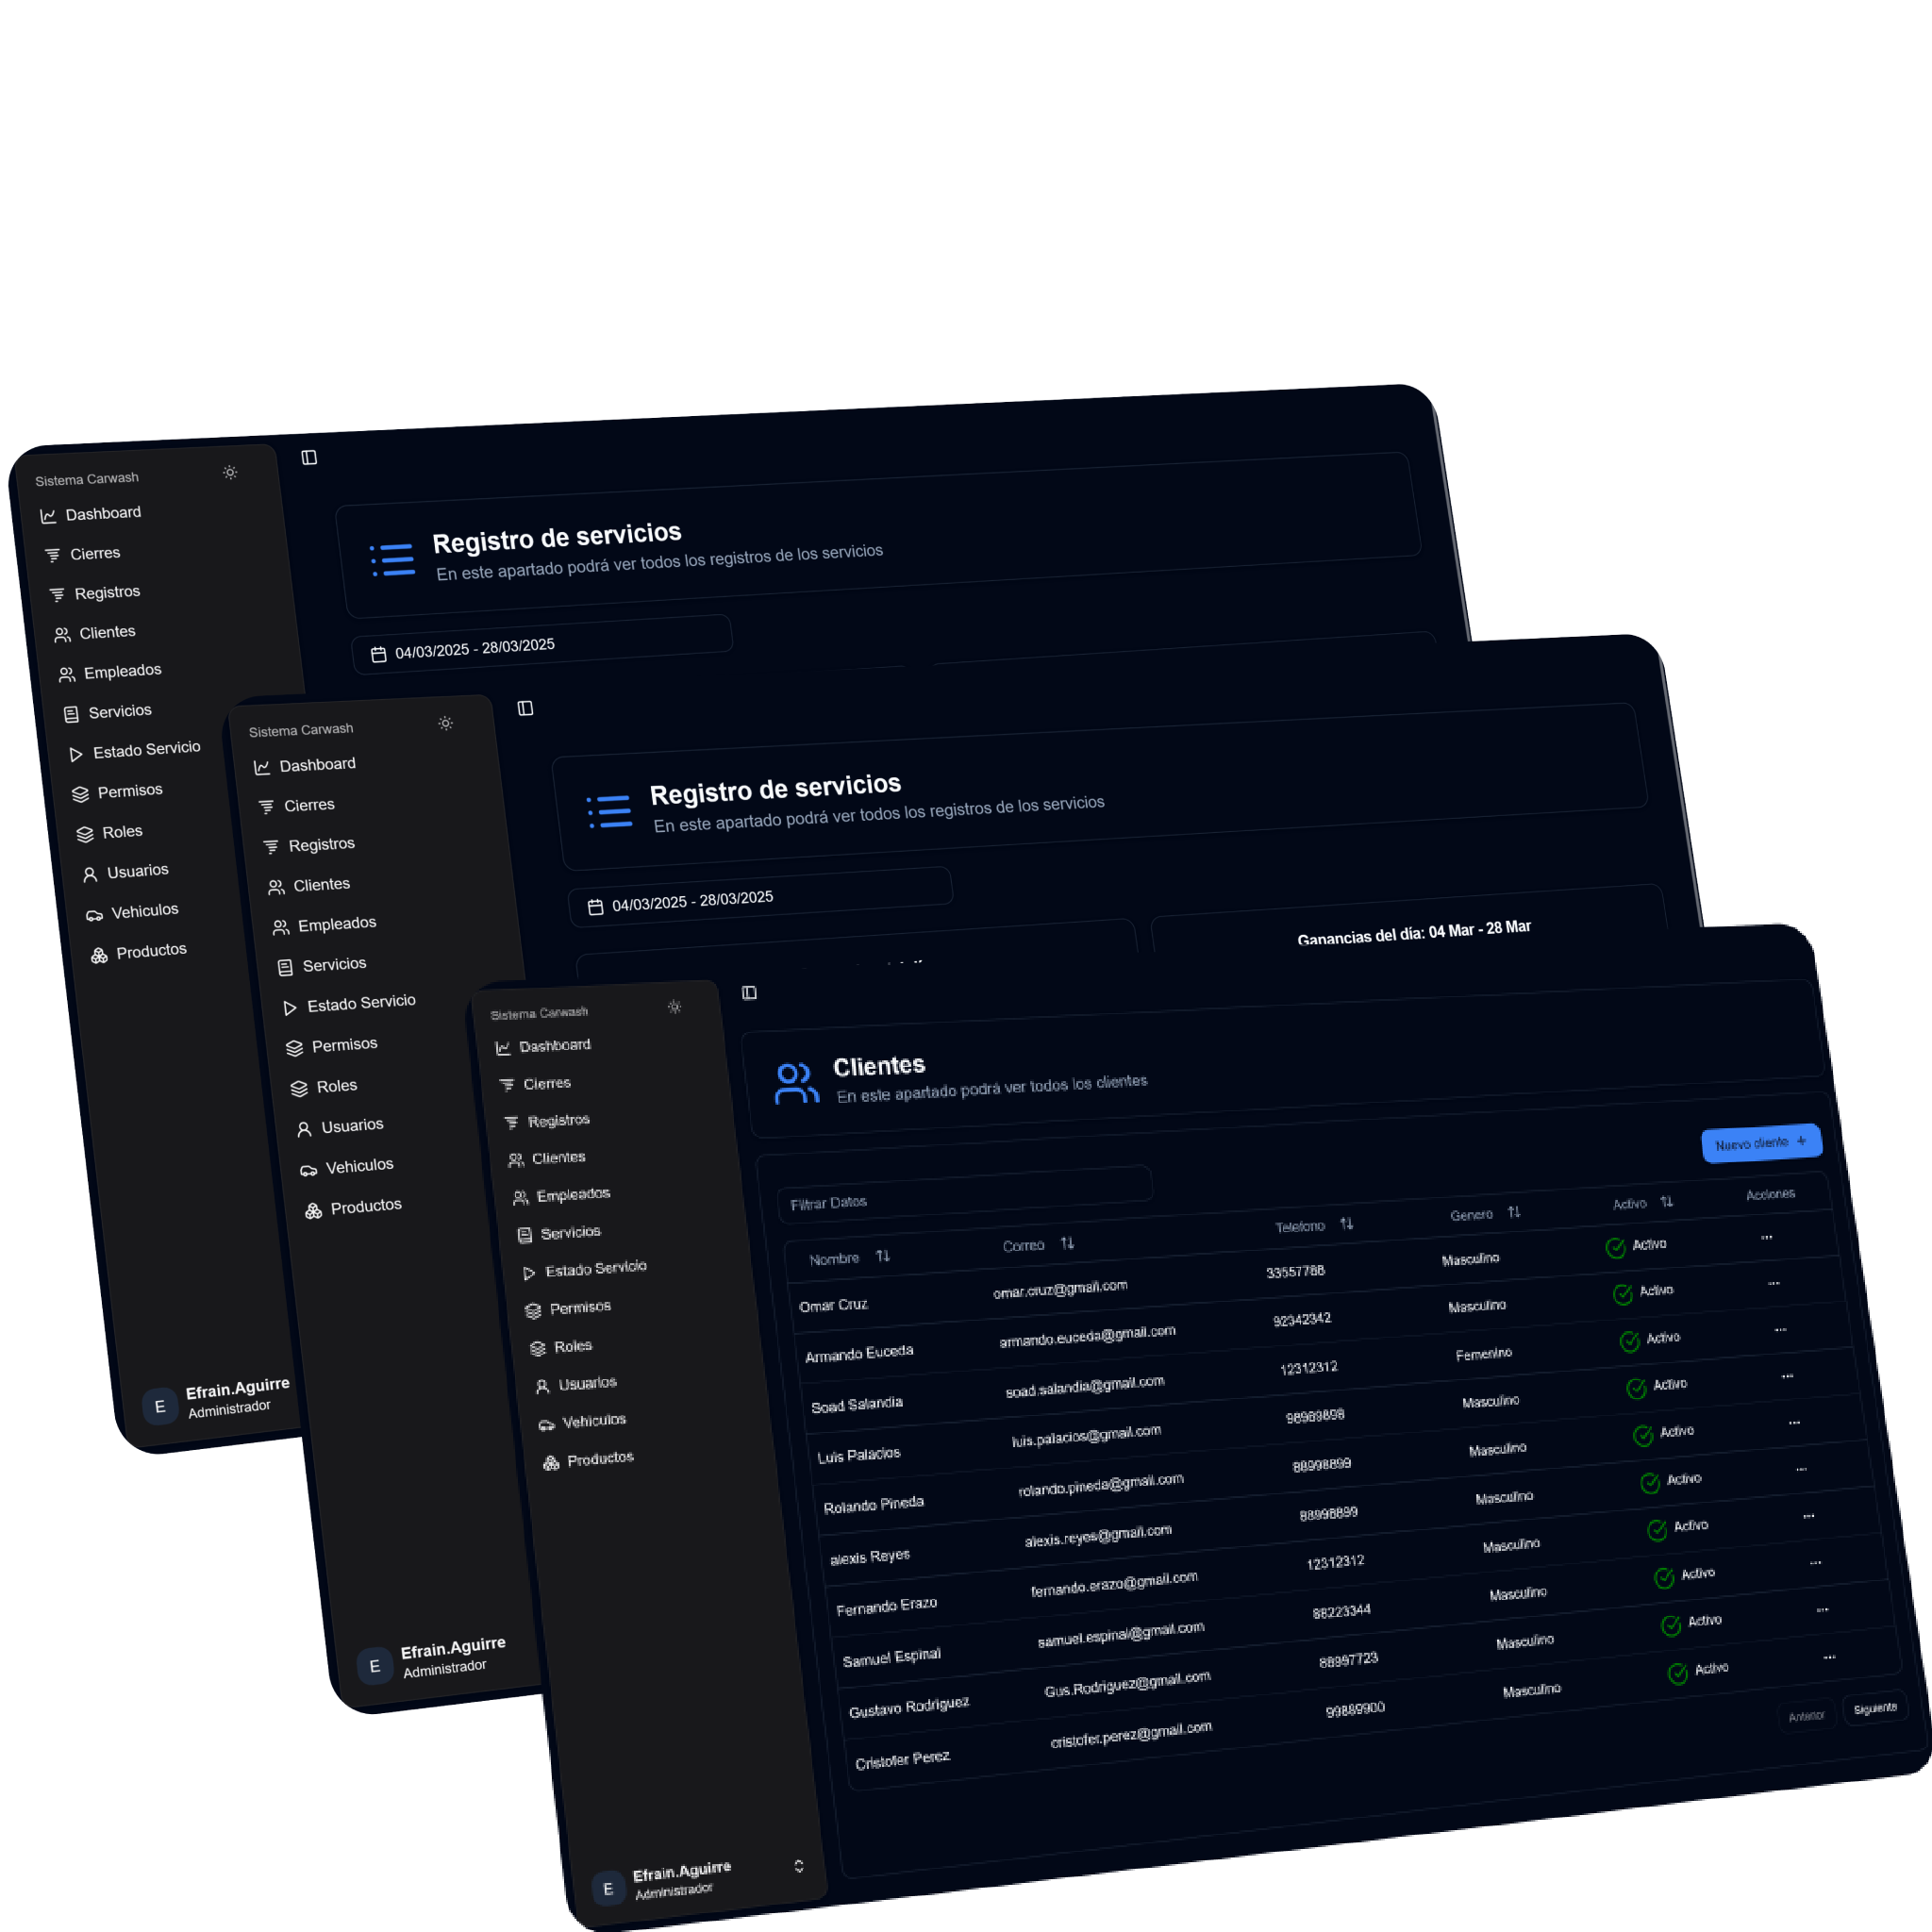 Sistema Carwash
Dashboard
Cierres
Registros
Clientes
Empleados
Servicios
Estado Servicio
Permisos
Roles
Usuarios
Vehiculos
Productos
E
Efrain.Aguirre
Administrador
Registro de servicios
En este apartado podrá ver todos los registros de los servicios
04/03/2025 - 28/03/2025
Sistema Carwash
Dashboard
Cierres
Registros
Clientes
Empleados
Servicios
Estado Servicio
Permisos
Roles
Usuarios
Vehiculos
Productos
E
Efrain.Aguirre
Administrador
Registro de servicios
En este apartado podrá ver todos los registros de los servicios
04/03/2025 - 28/03/2025
Ganancias del día: 04 Mar - 28 Mar
Sistema Carwash
Dashboard
Cierres
Registros
Clientes
Empleados
Servicios
Estado Servicio
Permisos
Roles
Usuarios
Vehiculos
Productos
E
Efrain.Aguirre
Administrador
Clientes
En este apartado podrá ver todos los clientes
Nuevo cliente +
Filtrar Datos
Nombre Correo Telefono Genero Activo Acciones
Omar Cruz omar.cruz@gmail.com 33557788 Masculino Activo ...
Armando Euceda armando.euceda@gmail.com 92342342 Masculino Activo ...
Soad Salandia soad.salandia@gmail.com 12312312 Femenino Activo ...
Luis Palacios luis.palacios@gmail.com 98989898 Masculino Activo ...
Rolando Pineda rolando.pineda@gmail.com 88998899 Masculino Activo ...
alexis Reyes alexis.reyes@gmail.com 88998899 Masculino Activo ...
Fernando Erazo fernando.erazo@gmail.com 12312312 Masculino Activo ...
Samuel Espinal samuel.espinal@gmail.com 88223344 Masculino Activo ...
Gustavo Rodriguez Gus.Rodriguez@gmail.com 88997723 Masculino Activo ...
Cristofer Perez cristofer.perez@gmail.com 99889900 Masculino Activo ...
Anterior Siguiente